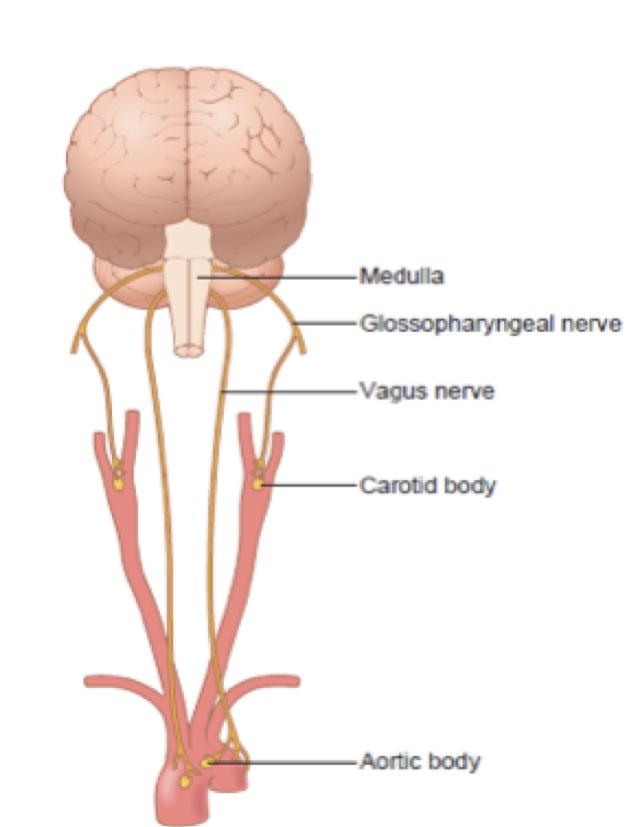 Medulla
Glossopharyngeal nerve
Vagus nerve
Carotid body
Aortic body